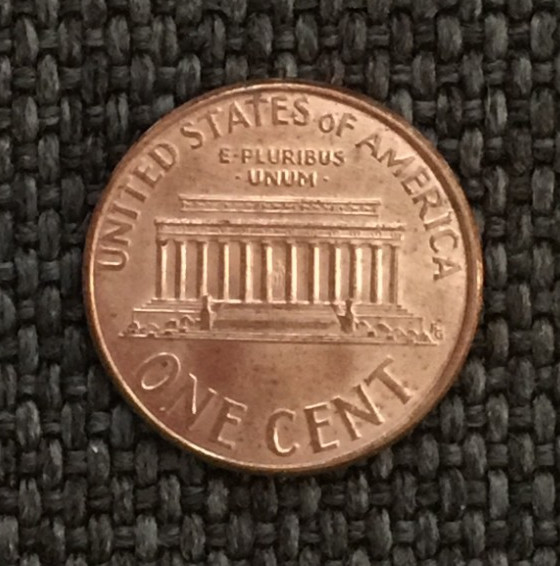 UNITED STATES OF AMERICA
E·PLURIBUS
·UNUM·
ONE CENT